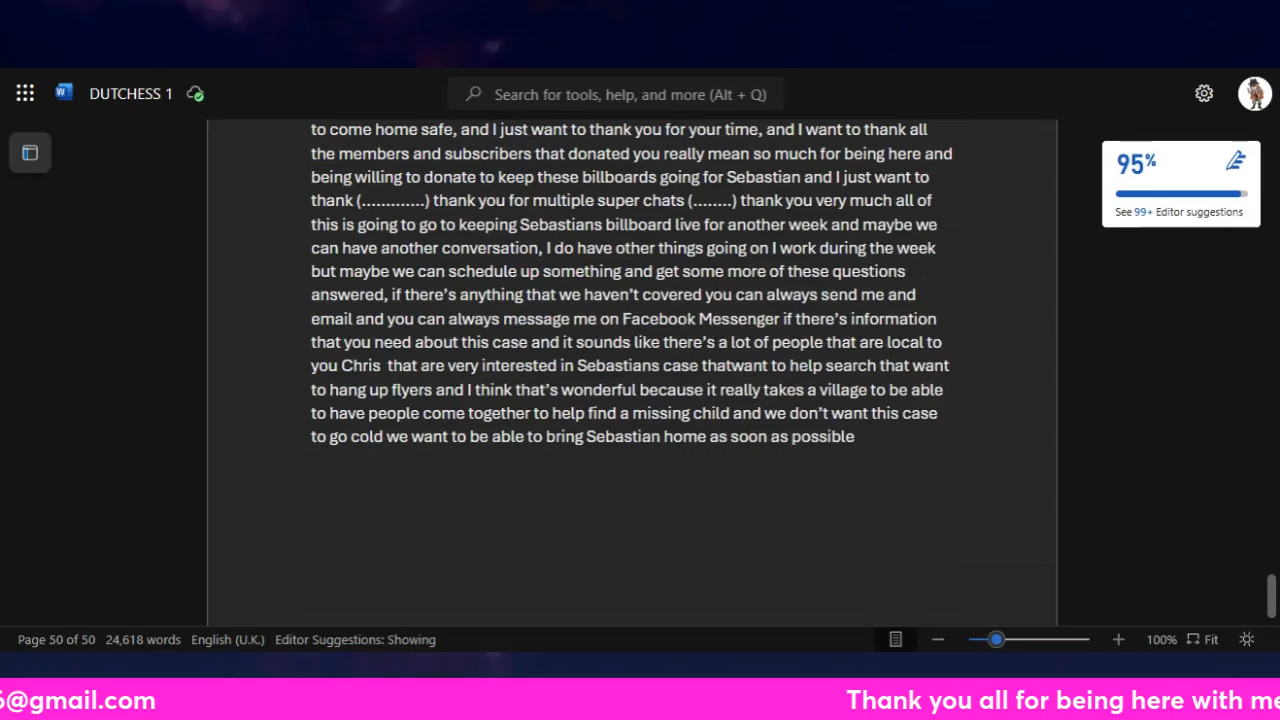 DUTCHESS 1
Search for tools, help, and more (Alt + Q)
to come home safe, and I just want to thank you for your time, and I want to thank all
the members and subscribers that donated you really mean so much for being here and
being willing to donate to keep these billboards going for Sebastian and I just want to
thank (.............) thank you for multiple super chats (........) thank you very much all of
this is going to go to keeping Sebastians billboard live for another week and maybe we
can have another conversation, I do have other things going on I work during the week
but maybe we can schedule up something and get some more of these questions
answered, if there’s anything that we haven’t covered you can always send me and
email and you can always message me on Facebook Messenger if there’s information
that you need about this case and it sounds like there’s a lot of people that are local to
you Chris  that are very interested in Sebastians case thatwant to help search that want
to hang up flyers and I think that’s wonderful because it really takes a village to be able
to have people come together to help find a missing child and we don’t want this case
to go cold we want to be able to bring Sebastian home as soon as possible
95%
See 99+ Editor suggestions
Page 50 of 50 24,618 words English (U.K.) Editor Suggestions: Showing 100% Fit
6@gmail.com Thank you all for being here with me